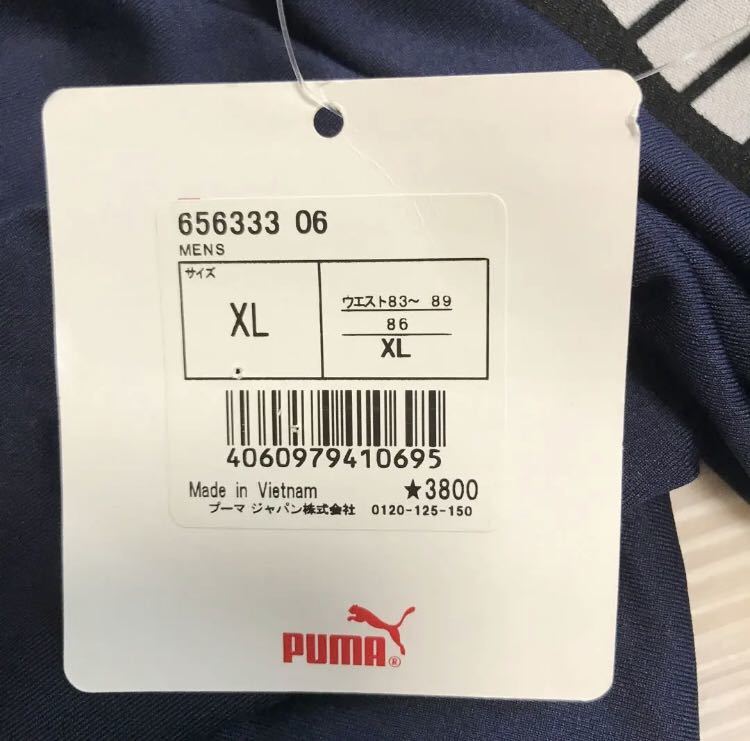 656333 06
MENS
サイズ
XL
ウエスト83～ 89
86
XL
4060979410695
Made in Vietnam ★3800
プーマ ジャパン株式会社 0120-125-150
PUMA®